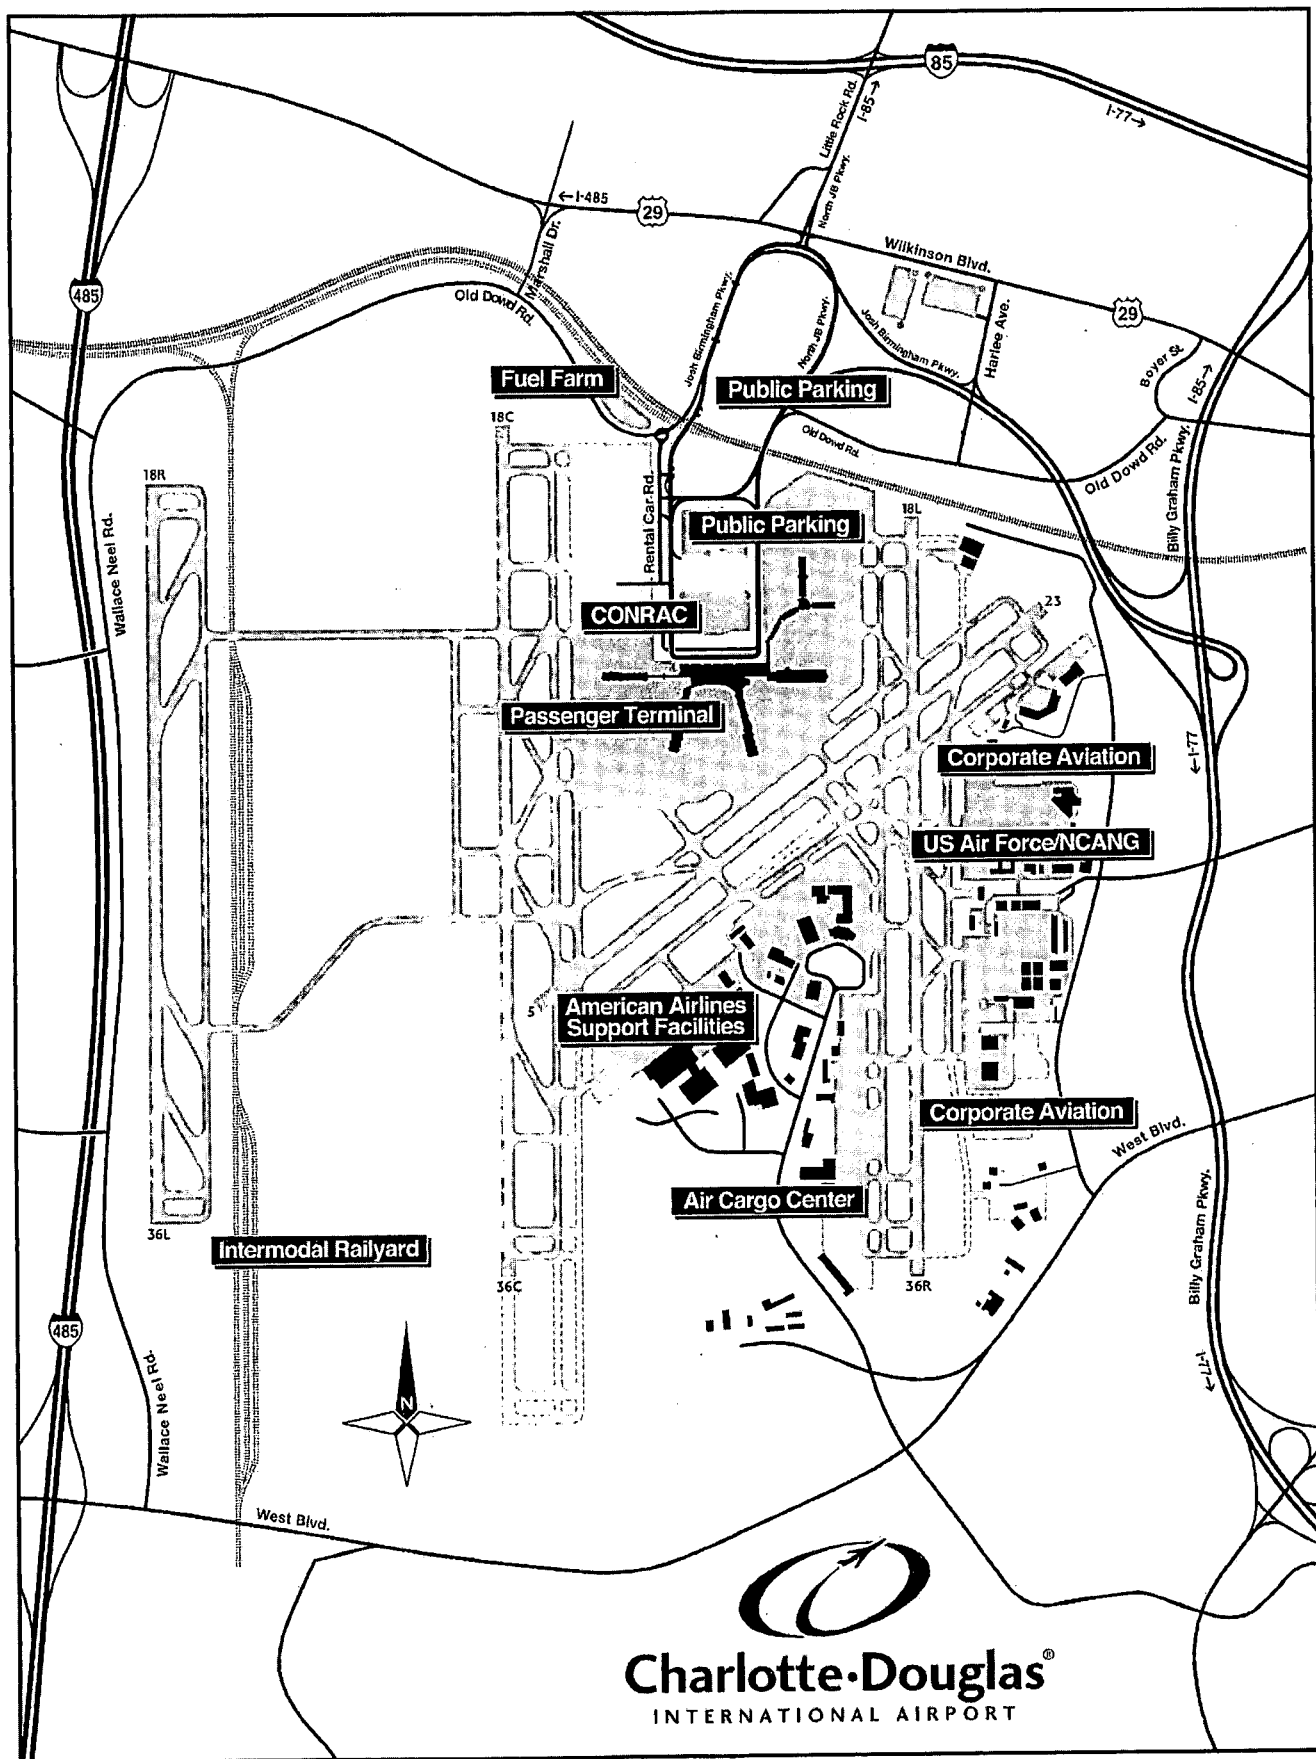 85
I-77→
Little Rock Rd.
I-85→
North JB Pkwy.
←I-485
29
Wilkinson Blvd.
Marshall Dr.
485
Old Dowd Rd.
Josh Birmingham Pkwy.
North JB Pkwy.
Josh Birmingham Pkwy.
Harlee Ave.
29
Boyer St
I-85→
Fuel Farm
Public Parking
18C
Old Dowd Rd.
Old Dowd Rd.
Billy Graham Pkwy.
18R
Rental Car Rd.
Public Parking
18L
Wallace Neel Rd.
CONRAC
23
Passenger Terminal
Corporate Aviation
←I-77
US Air Force/NCANG
5
American Airlines
Support Facilities
Corporate Aviation
West Blvd.
Air Cargo Center
36L
Intermodal Railyard
36C
36R
Billy Graham Pkwy.
485
←I-77
Wallace Neel Rd.
N
West Blvd.
Charlotte·Douglas®
INTERNATIONAL AIRPORT